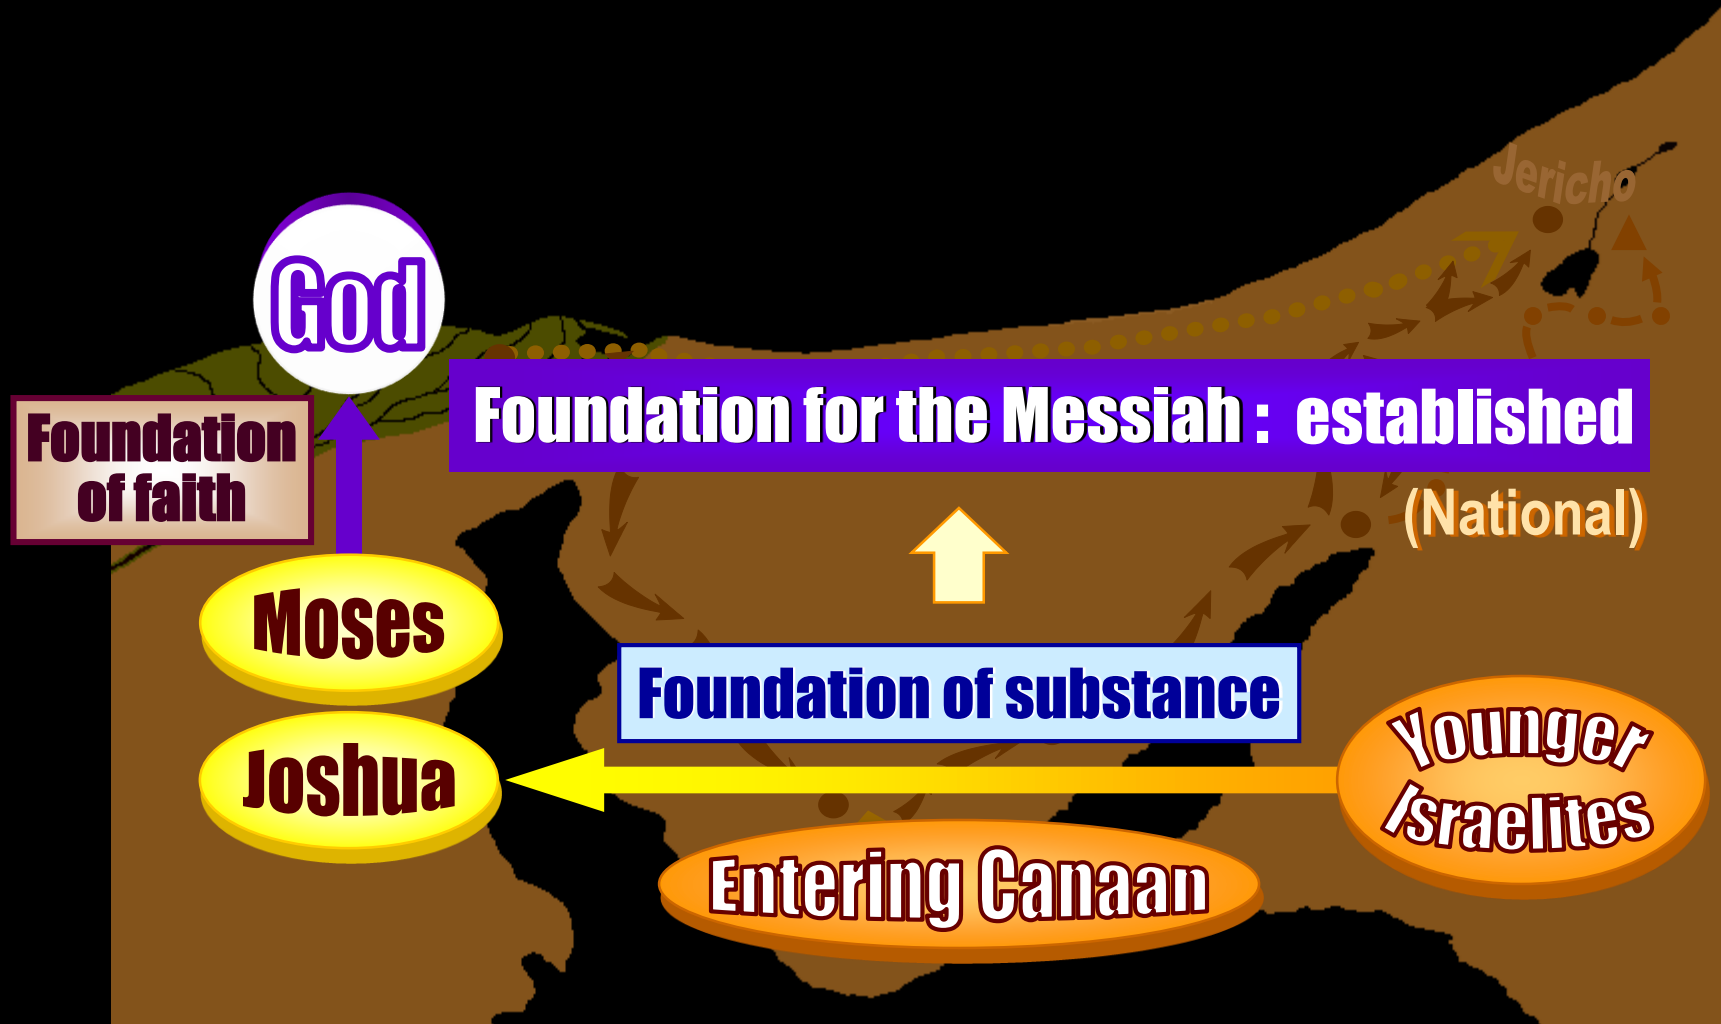 Jericho
God
Foundation for the Messiah : established
Foundation
of faith
(National)
Moses
Foundation of substance
Joshua
Younger
Israelites
Entering Canaan